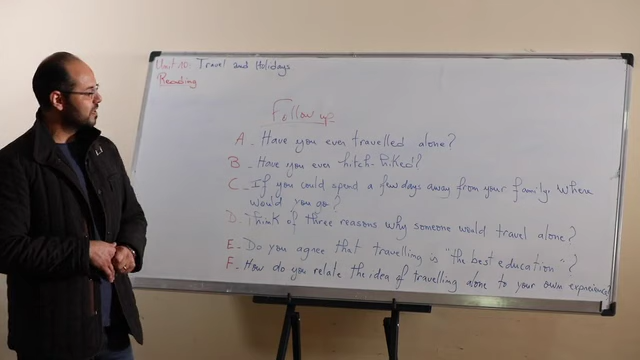 Unit 10: Travel and Holidays
Reading
Follow up
A - Have you ever travelled alone?
B - Have you ever hitch-hiked?
C - If you could spend a few days away from your family. Where
would you go?
D - Think of three reasons why someone would travel alone?
E - Do you agree that travelling is "the best education"?
F - How do you relate the idea of travelling alone to your own experience?